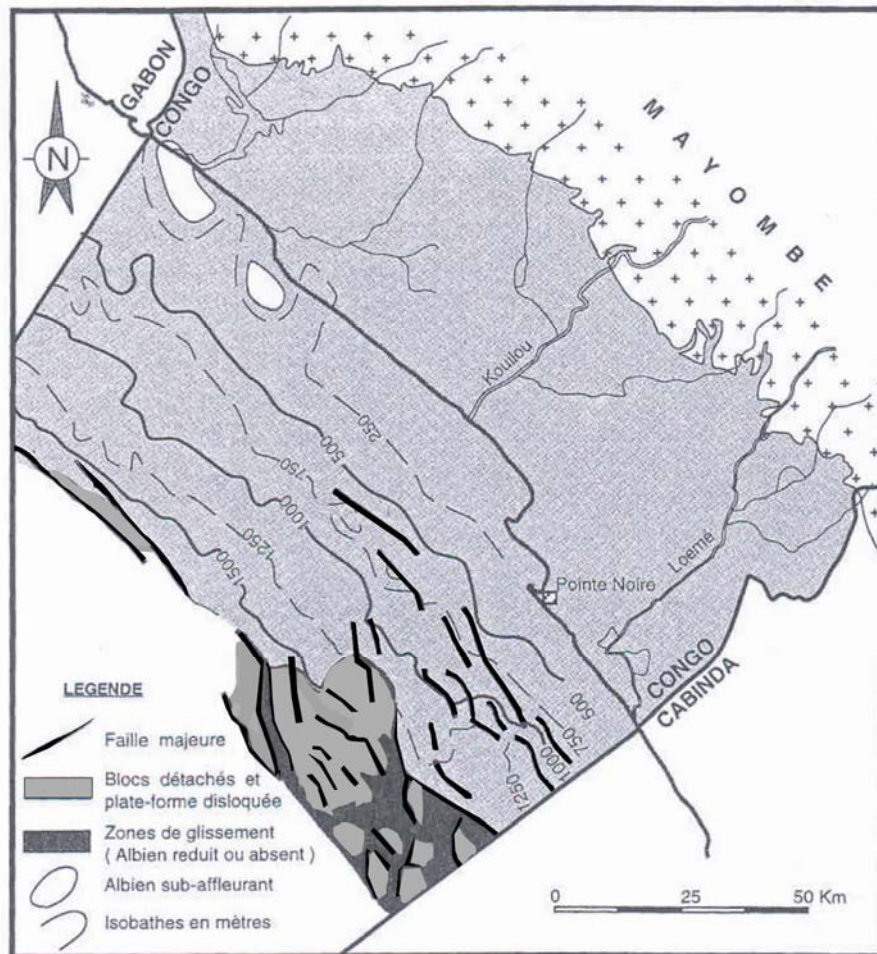 GABON
CONGO
N
MAYOMBE
Kouilou
250
500
750
1000
1250
1500
Pointe Noire
Loemé
CONGO
CABINDA
500
750
1000
1250
LEGENDE
Faille majeure
Blocs détachés et
plate-forme disloquée
Zones de glissement
( Albien reduit ou absent )
Albien sub-affleurant
Isobathes en mètres
0 25 50 Km